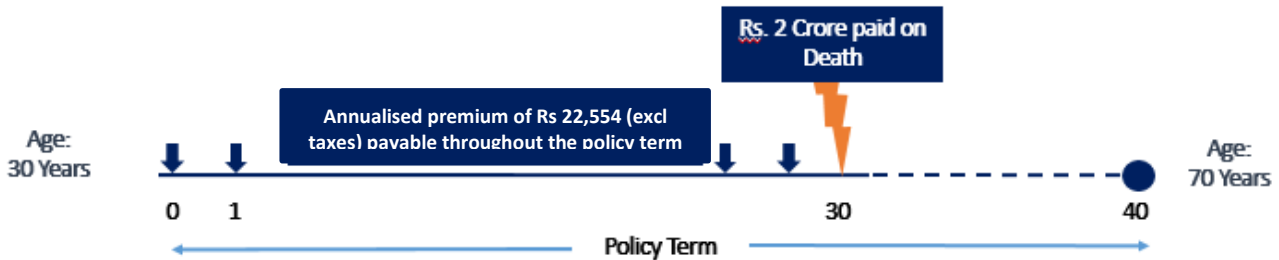 Rs. 2 Crore paid on
Death
Annualised premium of Rs 22,554 (excl
taxes) payable throughout the policy term
Age:
30 Years
Age:
70 Years
0
1
30
40
Policy Term